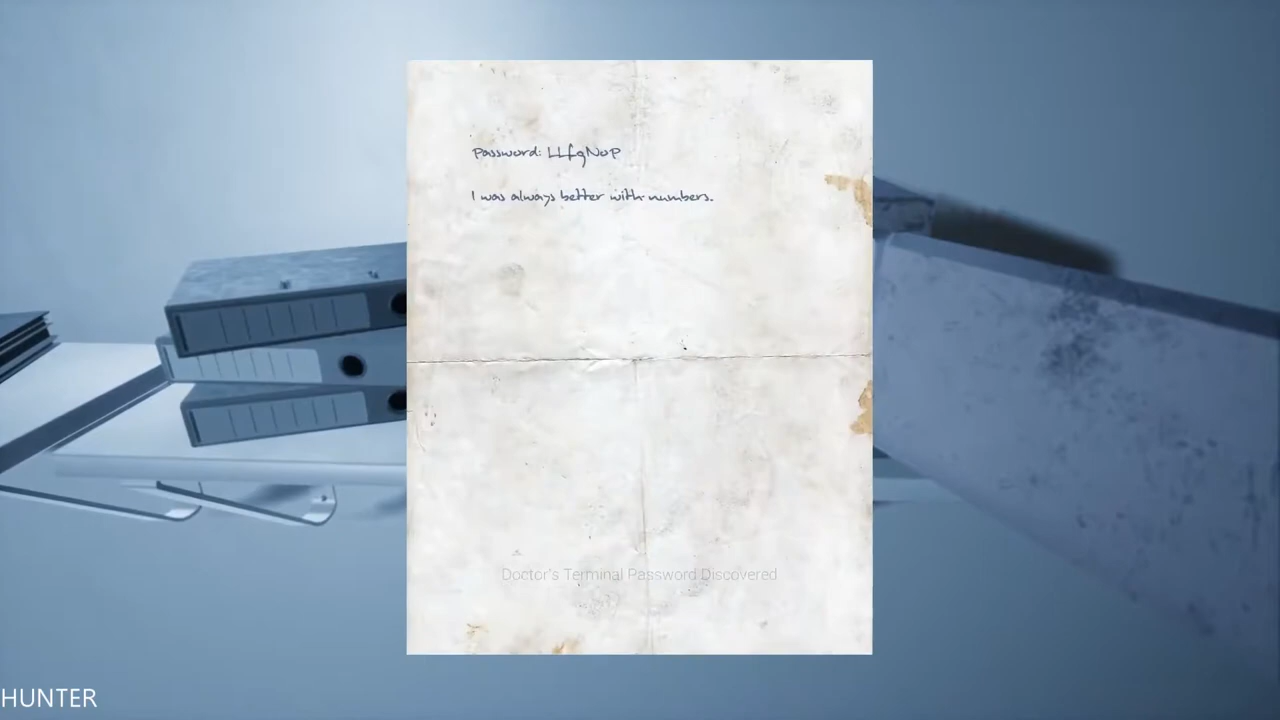 Password: LLfgNoP
I was always better with numbers.
Doctor's Terminal Password Discovered
HUNTER